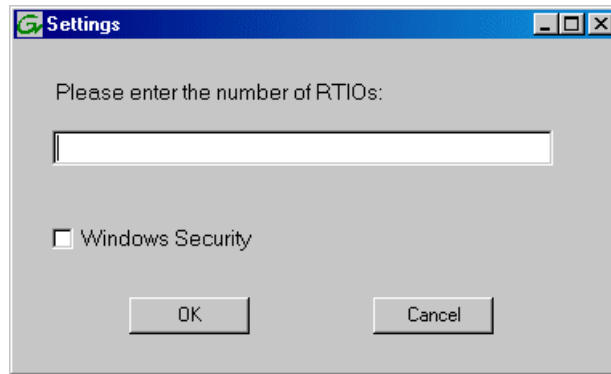 Settings
Please enter the number of RTIOs:
Windows Security
OK
Cancel